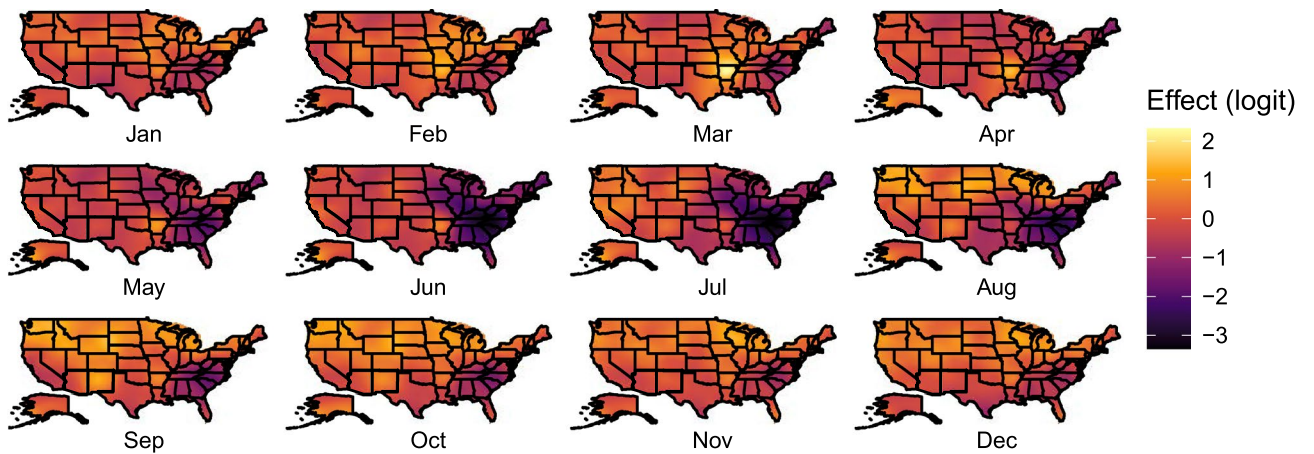 Jan
Feb
Mar
Apr
Effect (logit)
2
1
0
−1
−2
−3
May
Jun
Jul
Aug
Sep
Oct
Nov
Dec